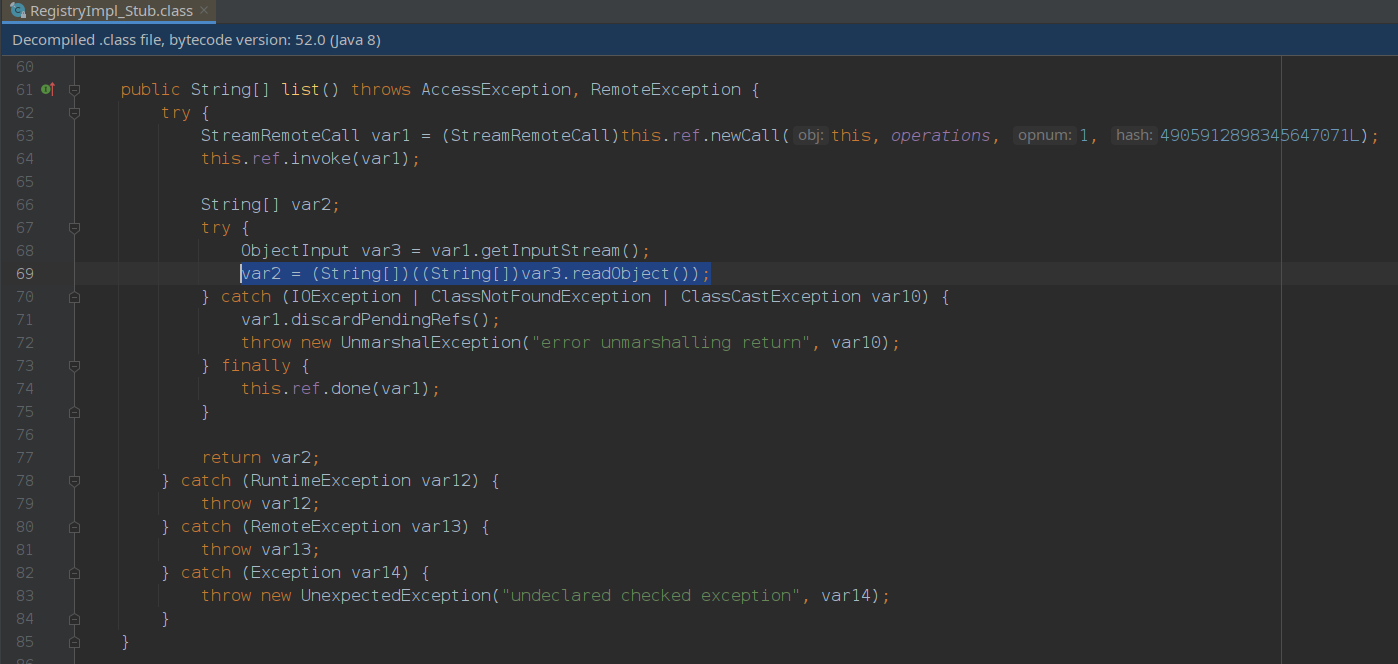 RegistryImpl_Stub.class ×
Decompiled .class file, bytecode version: 52.0 (Java 8)
60
61 public String[] list() throws AccessException, RemoteException {
62 try {
63 StreamRemoteCall var1 = (StreamRemoteCall)this.ref.newCall( obj: this, operations, opnum: 1, hash: 4905912898345647071L);
64 this.ref.invoke(var1);
65
66 String[] var2;
67 try {
68 ObjectInput var3 = var1.getInputStream();
69 var2 = (String[])((String[])var3.readObject());
70 } catch (IOException | ClassNotFoundException | ClassCastException var10) {
71 var1.discardPendingRefs();
72 throw new UnmarshalException("error unmarshalling return", var10);
73 } finally {
74 this.ref.done(var1);
75 }
76
77 return var2;
78 } catch (RuntimeException var12) {
79 throw var12;
80 } catch (RemoteException var13) {
81 throw var13;
82 } catch (Exception var14) {
83 throw new UnexpectedException("undeclared checked exception", var14);
84 }
85 }
86